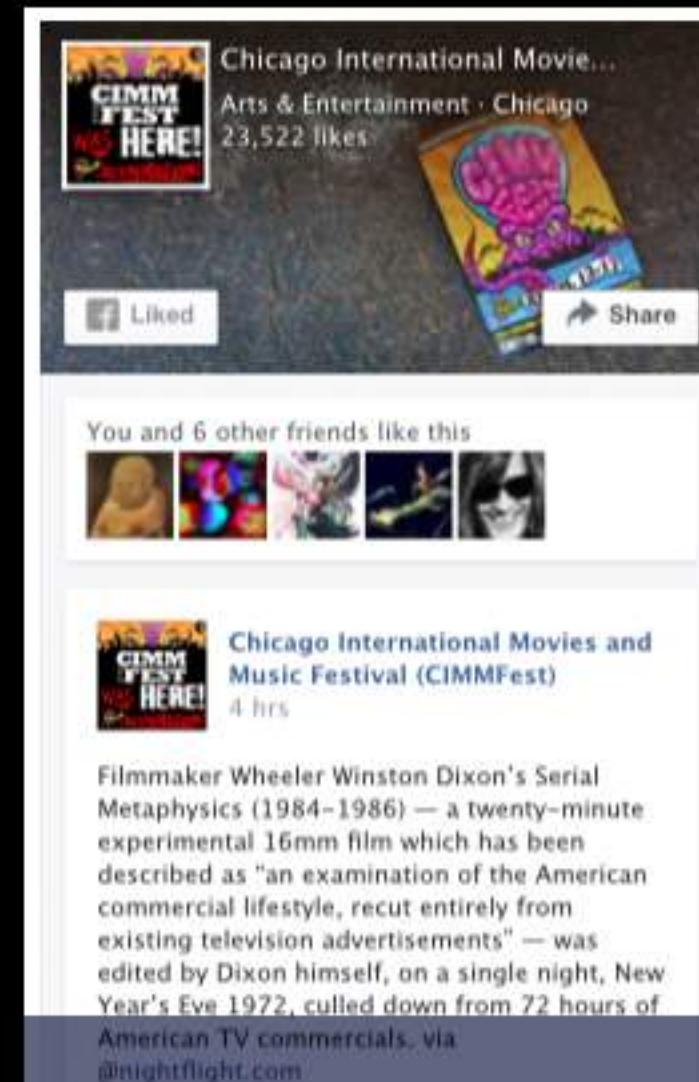 CIMM
FEST
WAS HERE!
Chicago International Movie...
Arts & Entertainment · Chicago
23,522 likes
Liked
Share
You and 6 other friends like this
CIMM
FEST
WAS HERE!
Chicago International Movies and
Music Festival (CIMMFest)
4 hrs
Filmmaker Wheeler Winston Dixon's Serial
Metaphysics (1984-1986) — a twenty-minute
experimental 16mm film which has been
described as "an examination of the American
commercial lifestyle, recut entirely from
existing television advertisements" — was
edited by Dixon himself, on a single night, New
Year's Eve 1972, culled down from 72 hours of
American TV commercials. via
@nightflight.com